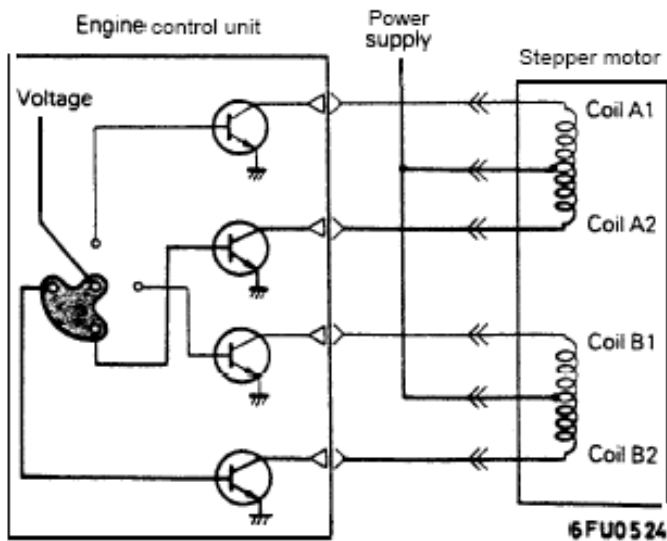 Engine control unit
Power
supply
Stepper motor
Voltage
Coil A1
Coil A2
Coil B1
Coil B2
6FU0524